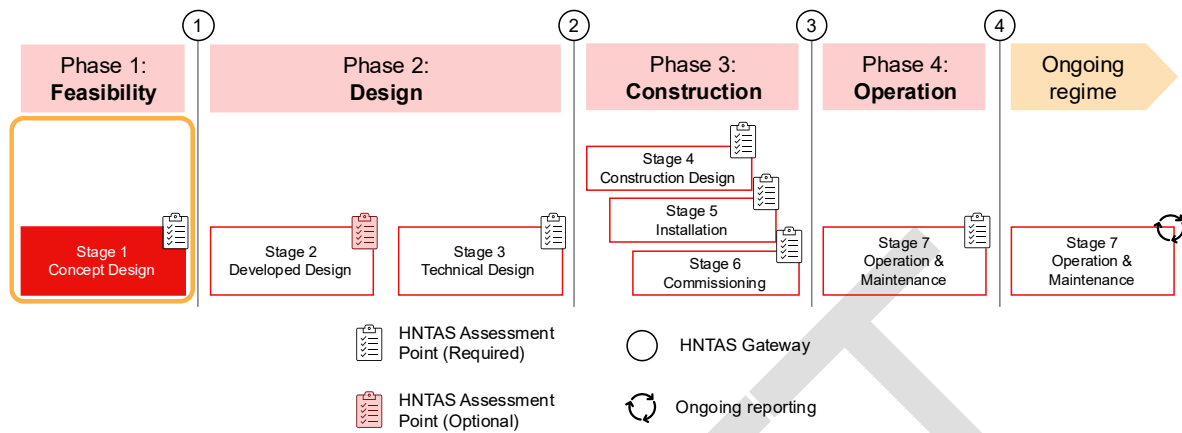 1
2
3
4
Phase 1:
Feasibility
Phase 2:
Design
Phase 3:
Construction
Phase 4:
Operation
Ongoing
regime
Stage 4
Construction Design
Stage 5
Installation
Stage 1
Concept Design
Stage 2
Developed Design
Stage 3
Technical Design
Stage 6
Commissioning
Stage 7
Operation &
Maintenance
Stage 7
Operation &
Maintenance
HNTAS Assessment
Point (Required)
HNTAS Gateway
HNTAS Assessment
Point (Optional)
Ongoing reporting